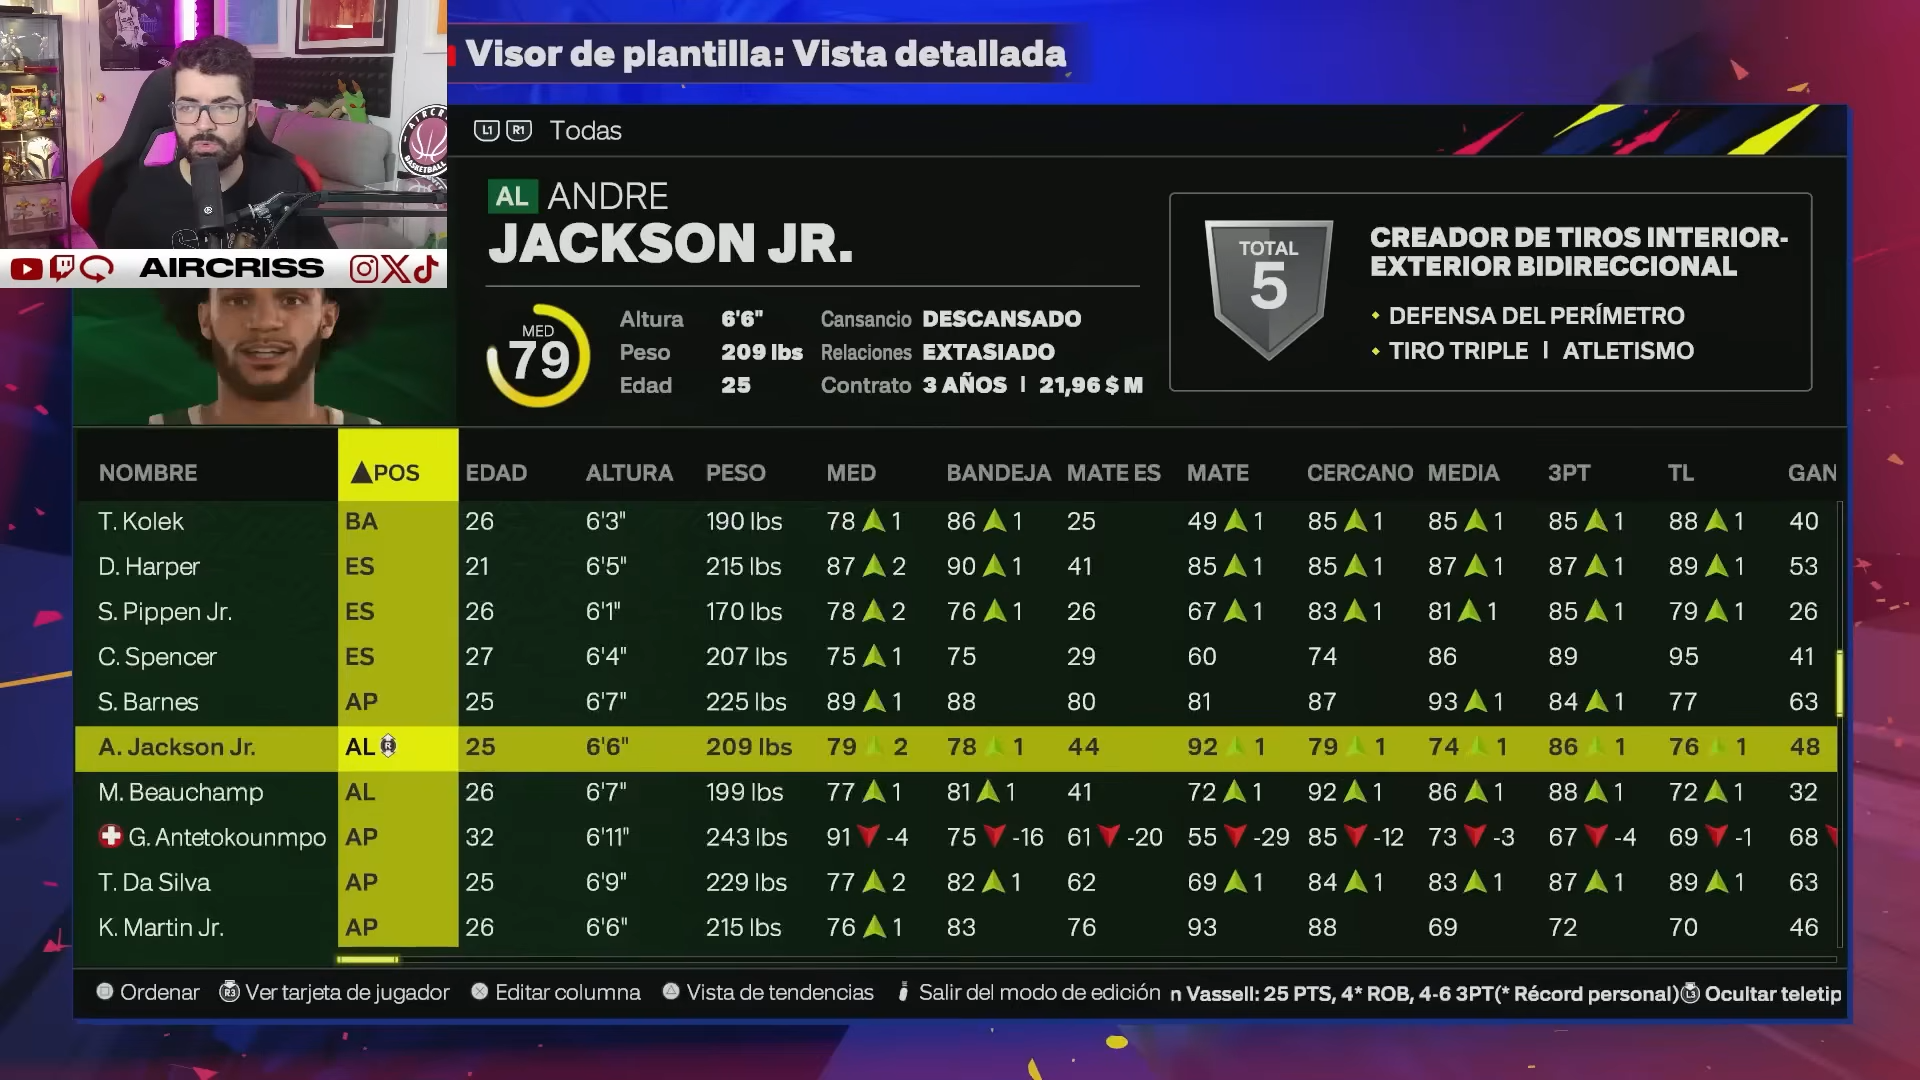 Visor de plantilla: Vista detallada
L1 R1 Todas
AIRCRISS
AL ANDRE
JACKSON JR.
MED
79
Altura 6'6" Cansancio DESCANSADO
Peso 209 lbs Relaciones EXTASIADO
Edad 25 Contrato 3 AÑOS | 21,96 $ M
TOTAL
5
CREADOR DE TIROS INTERIOR-
EXTERIOR BIDIRECCIONAL
DEFENSA DEL PERÍMETRO
TIRO TRIPLE | ATLETISMO
NOMBRE POS EDAD ALTURA PESO MED BANDEJA MATE ES MATE CERCANO MEDIA 3PT TL GAN
T. Kolek BA 26 6'3" 190 lbs 78 1 86 1 25 49 1 85 1 85 1 85 1 88 1 40
D. Harper ES 21 6'5" 215 lbs 87 2 90 1 41 85 1 85 1 87 1 87 1 89 1 53
S. Pippen Jr. ES 26 6'1" 170 lbs 78 2 76 1 26 67 1 83 1 81 1 85 1 79 1 26
C. Spencer ES 27 6'4" 207 lbs 75 1 75 29 60 74 86 89 95 41
S. Barnes AP 25 6'7" 225 lbs 89 1 88 80 81 87 93 1 84 1 77 63
A. Jackson Jr. AL R 25 6'6" 209 lbs 79 2 78 1 44 92 1 79 1 74 1 86 1 76 1 48
M. Beauchamp AL 26 6'7" 199 lbs 77 1 81 1 41 72 1 92 1 86 1 88 1 72 1 32
G. Antetokounmpo AP 32 6'11" 243 lbs 91 -4 75 -16 61 -20 55 -29 85 -12 73 -3 67 -4 69 -1 68
T. Da Silva AP 25 6'9" 229 lbs 77 2 82 1 62 69 1 84 1 83 1 87 1 89 1 63
K. Martin Jr. AP 26 6'6" 215 lbs 76 1 83 76 93 88 69 72 70 46
Ordenar R3 Ver tarjeta de jugador Editar columna Vista de tendencias Salir del modo de edición n Vassell: 25 PTS, 4* ROB, 4-6 3PT(* Récord personal) L3 Ocultar teletip